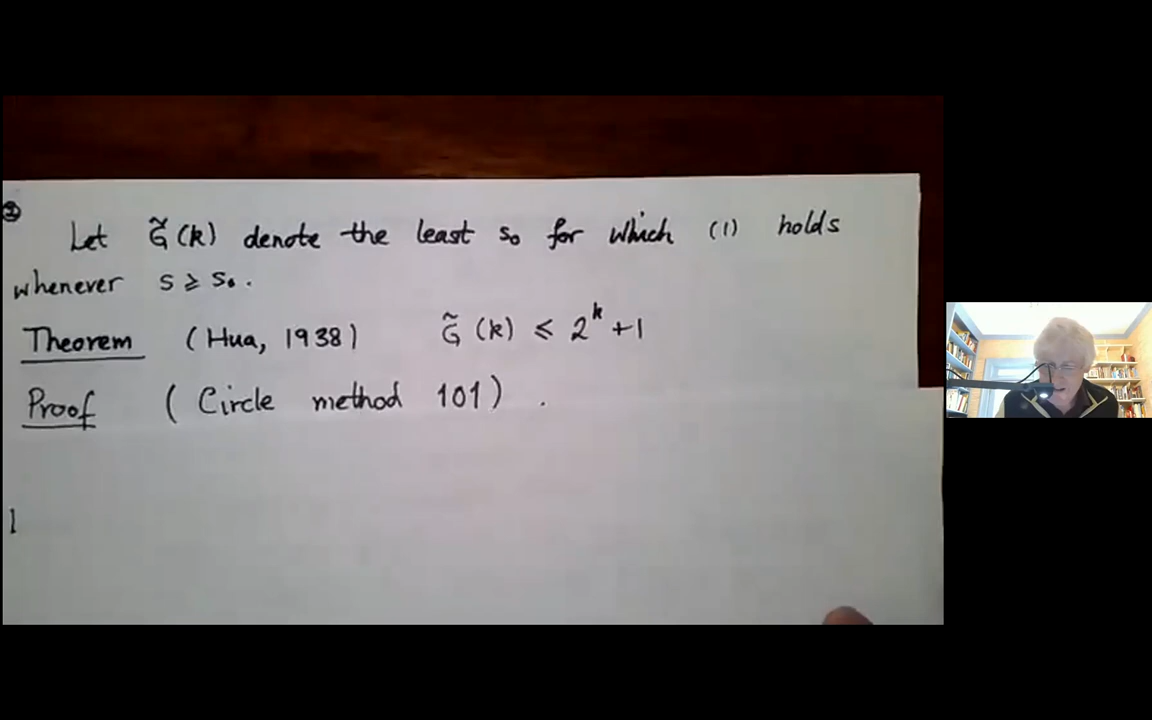 ②
Let G̃(k) denote the least s₀ for which (1) holds
whenever s ≥ s₀.
Theorem (Hua, 1938) G̃(k) ≤ 2ᵏ + 1
Proof (Circle method 101).